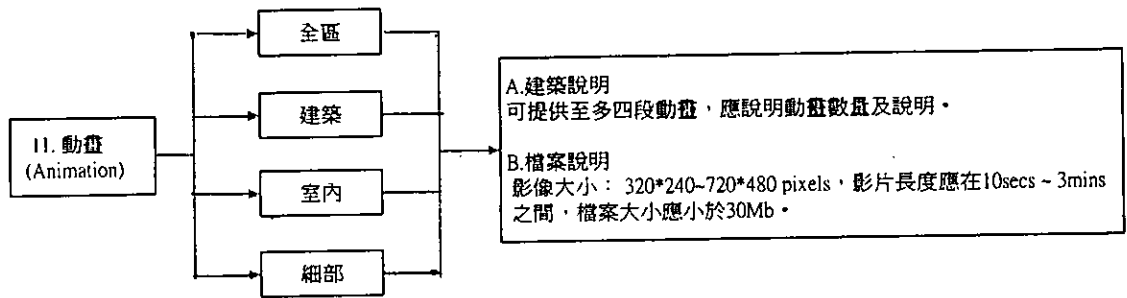 11. 動畫
(Animation)
全區
建築
室內
細部
A.建築說明
可提供至多四段動畫，應說明動畫數量及說明。
B.檔案說明
影像大小： 320*240~720*480 pixels，影片長度應在10secs ~ 3mins
之間，檔案大小應小於30Mb。